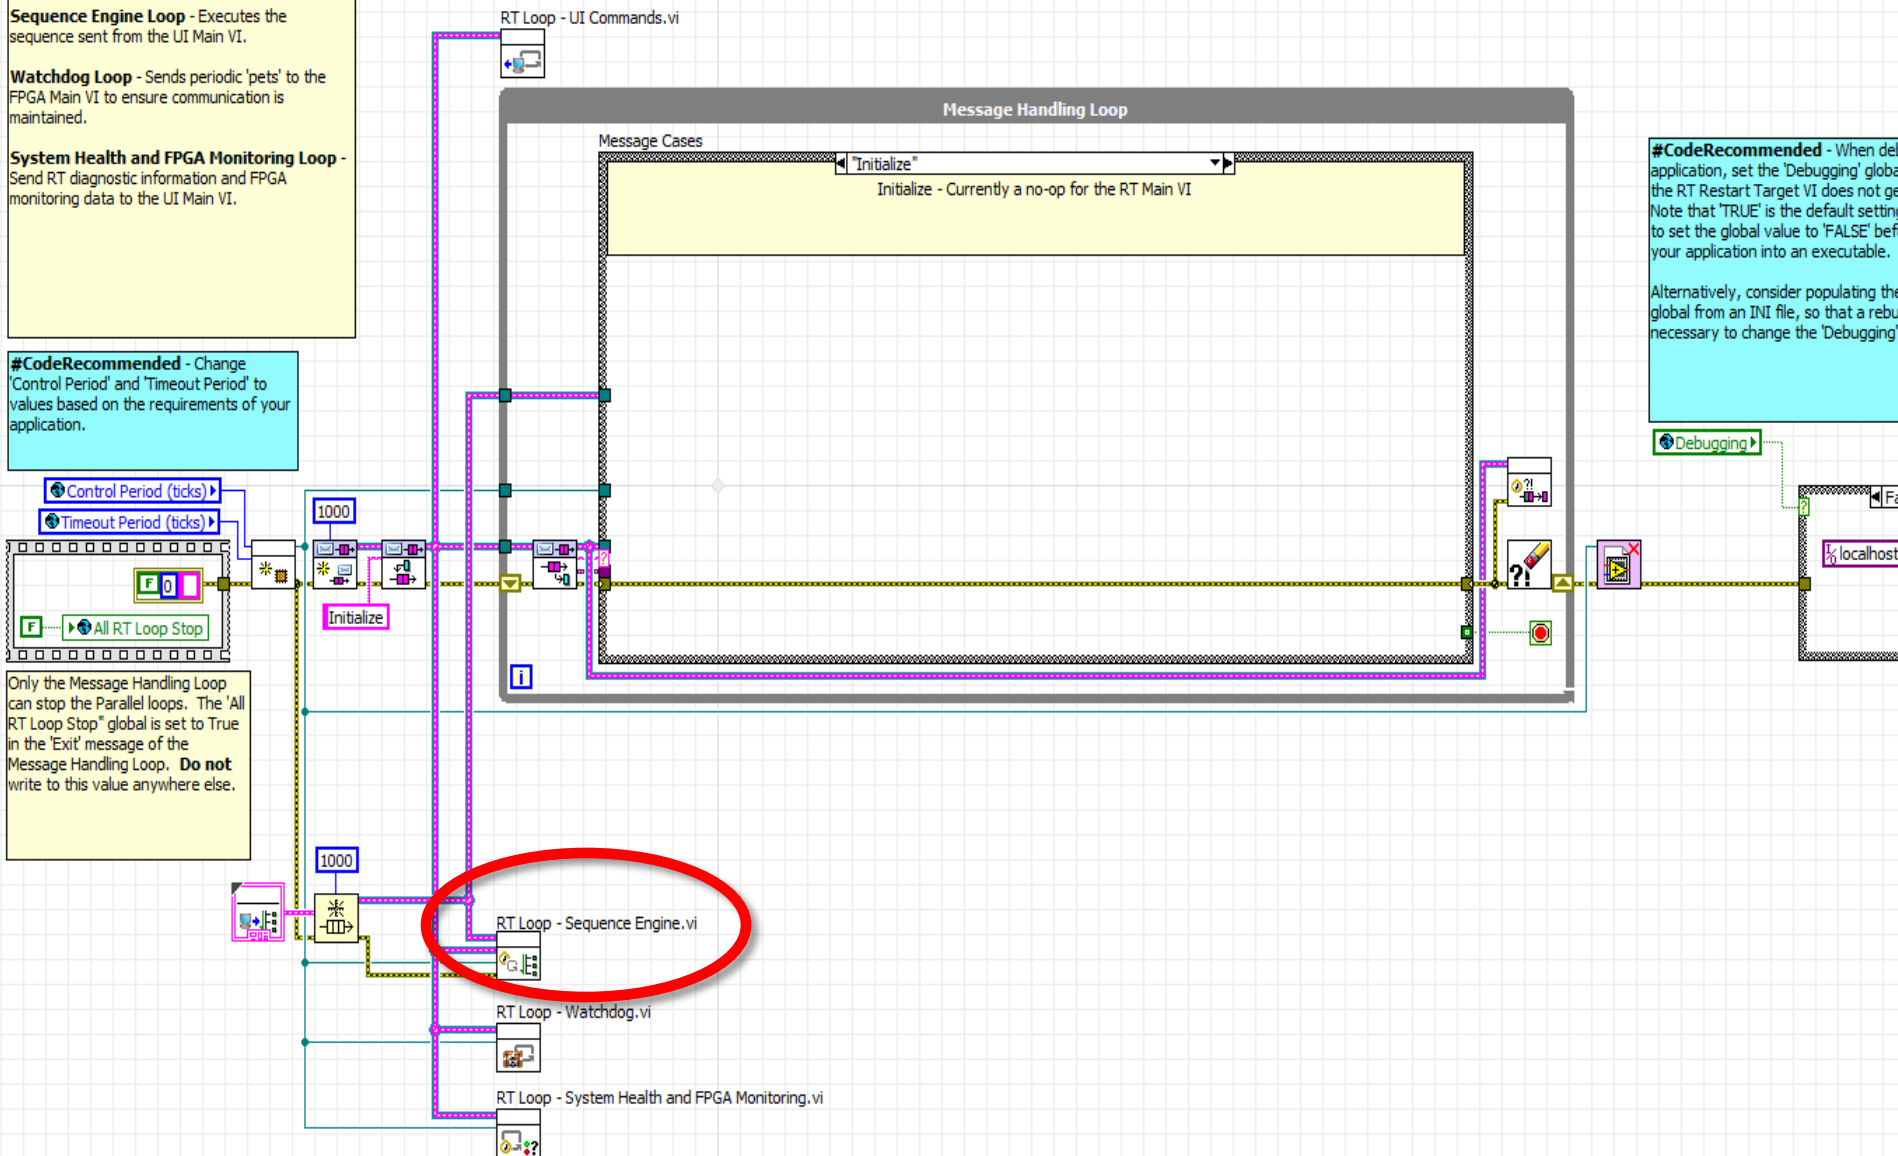 Sequence Engine Loop - Executes the
sequence sent from the UI Main VI.
Watchdog Loop - Sends periodic 'pets' to the
FPGA Main VI to ensure communication is
maintained.
System Health and FPGA Monitoring Loop -
Send RT diagnostic information and FPGA
monitoring data to the UI Main VI.
#CodeRecommended - Change
'Control Period' and 'Timeout Period' to
values based on the requirements of your
application.
Control Period (ticks)
Timeout Period (ticks)
F
0
F
All RT Loop Stop
Only the Message Handling Loop
can stop the Parallel loops. The 'All
RT Loop Stop" global is set to True
in the 'Exit' message of the
Message Handling Loop. Do not
write to this value anywhere else.
1000
Initialize
1000
RT Loop - UI Commands.vi
Message Handling Loop
Message Cases
"Initialize"
Initialize - Currently a no-op for the RT Main VI
?
i
?!
?!
RT Loop - Sequence Engine.vi
RT Loop - Watchdog.vi
RT Loop - System Health and FPGA Monitoring.vi
?
#CodeRecommended - When
application, set the 'Debugging'
the RT Restart Target VI does not
Note that 'TRUE' is the default
to set the global value to 'FALSE'
your application into an executable.
Alternatively, consider populating
global from an INI file, so that a
necessary to change the 'Debugging'
Debugging
?
localhost